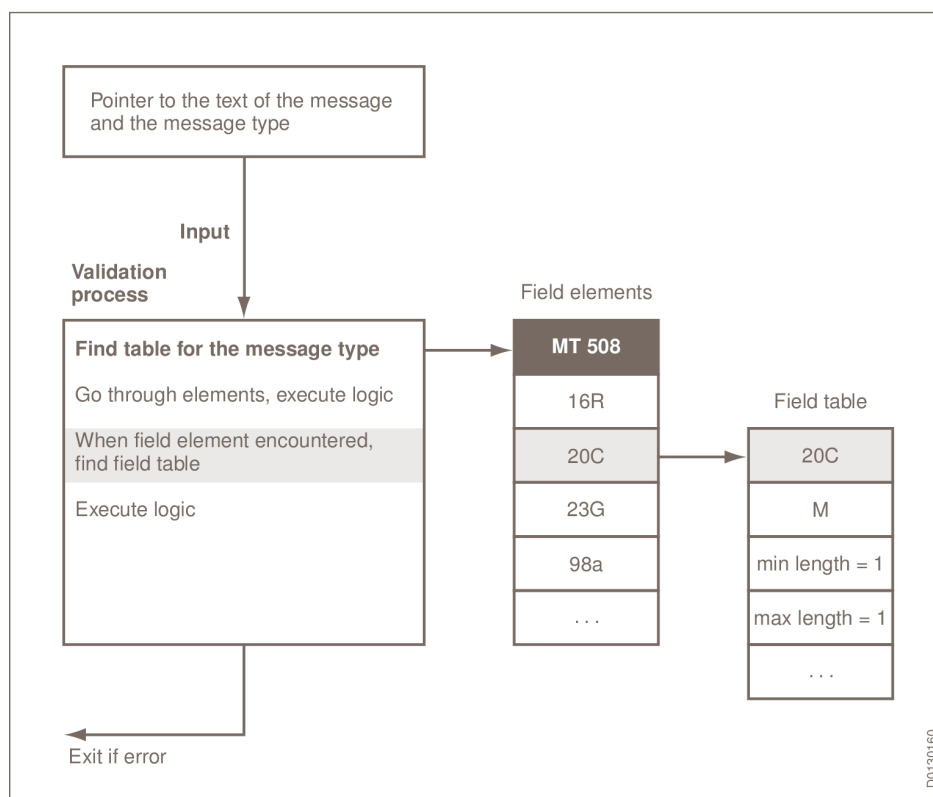 Pointer to the text of the message
and the message type
Input
Validation
process
Find table for the message type
Go through elements, execute logic
When field element encountered,
find field table
Execute logic
Exit if error
Field elements
MT 508
16R
20C
23G
98a
. . .
Field table
20C
M
min length = 1
max length = 1
. . .
D0130160